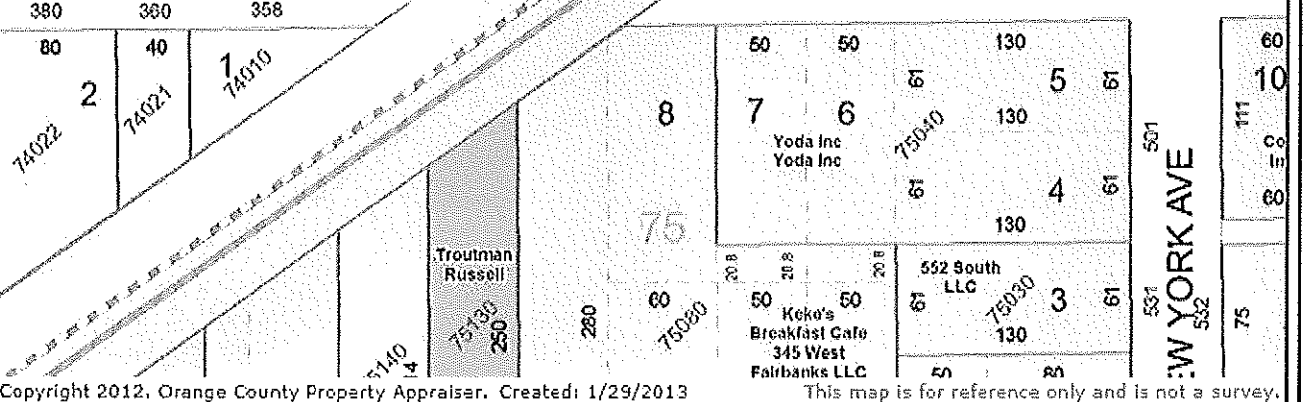 380 360 358
80 40
1
74010
2
74021
74022
50 50 130
61 5 61
8 7 6
130
75040
Yoda Inc
Yoda Inc
501
61 4 61
130
75
10
60
111
60
Troutman
Russell
20.8 20.8 20.8
552 South
LLC
75030
61 3 61
130
531
532
75
75130
250
280
60
75080
50 50
Keke's
Breakfast Cafe
345 West
Fairbanks LLC
50 80
:W YORK AVE
Copyright 2012, Orange County Property Appraiser. Created: 1/29/2013
This map is for reference only and is not a survey.